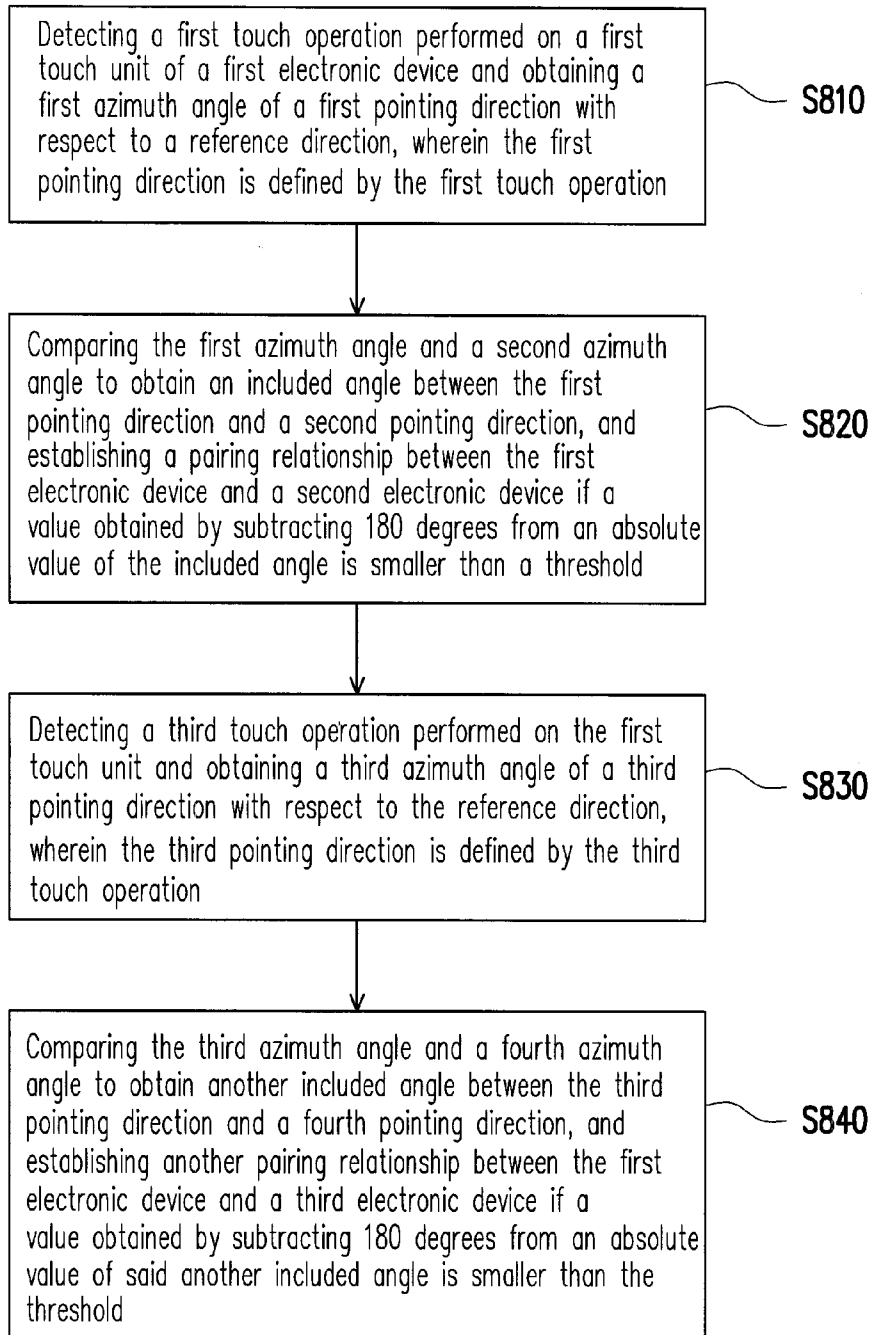 Detecting a first touch operation performed on a first
touch unit of a first electronic device and obtaining a
first azimuth angle of a first pointing direction with
respect to a reference direction, wherein the first
pointing direction is defined by the first touch operation
S810
Comparing the first azimuth angle and a second azimuth
angle to obtain an included angle between the first
pointing direction and a second pointing direction, and
establishing a pairing relationship between the first
electronic device and a second electronic device if a
value obtained by subtracting 180 degrees from an absolute
value of the included angle is smaller than a threshold
S820
Detecting a third touch operation performed on the first
touch unit and obtaining a third azimuth angle of a third
pointing direction with respect to the reference direction,
wherein the third pointing direction is defined by the third
touch operation
S830
Comparing the third azimuth angle and a fourth azimuth
angle to obtain another included angle between the third
pointing direction and a fourth pointing direction, and
establishing another pairing relationship between the first
electronic device and a third electronic device if a
value obtained by subtracting 180 degrees from an absolute
value of said another included angle is smaller than the
threshold
S840